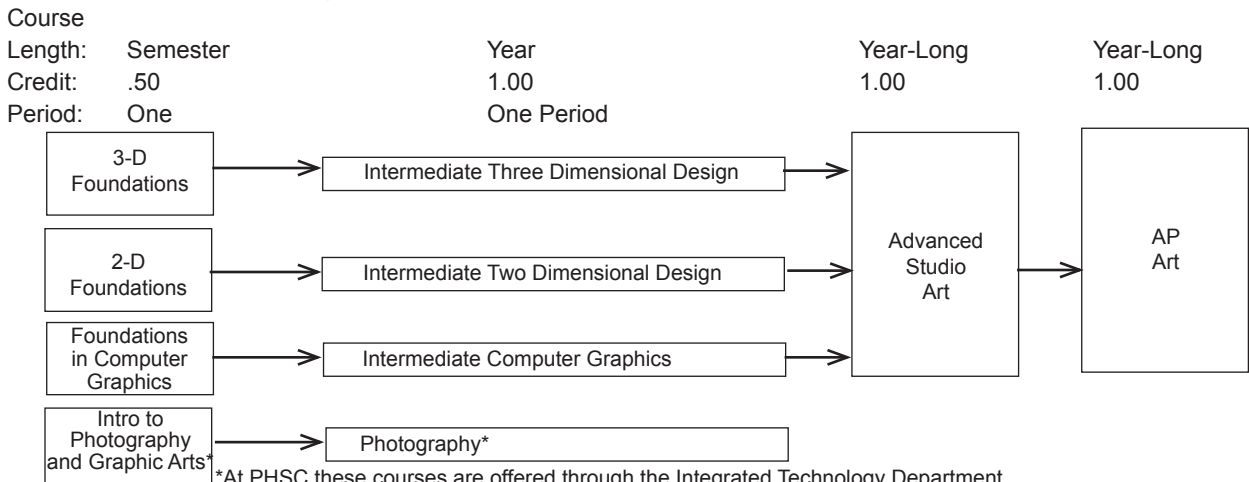 Course
Length: Semester Year Year-Long Year-Long
Credit: .50 1.00 1.00 1.00
Period: One One Period
3-D
Foundations
Intermediate Three Dimensional Design
2-D
Foundations
Intermediate Two Dimensional Design
Advanced
Studio
Art
AP
Art
Foundations
in Computer
Graphics
Intermediate Computer Graphics
Intro to
Photography
and Graphic Arts*
Photography*
*At PHSC these courses are offered through the Integrated Technology Department